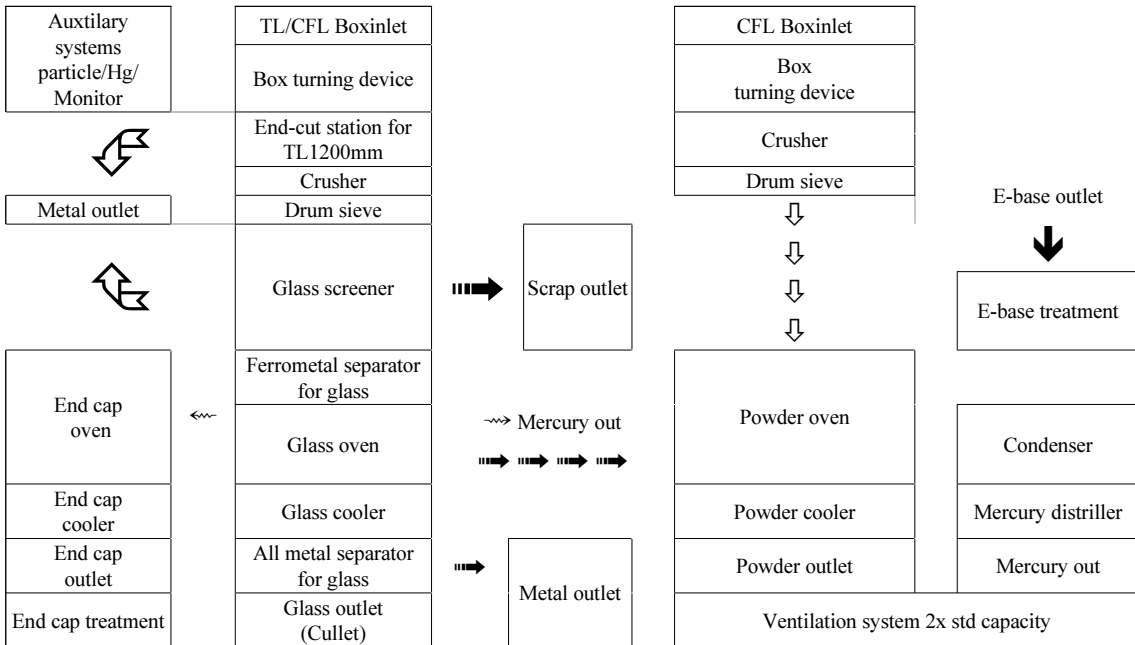 Auxtilary
systems
particle/Hg/
Monitor
Metal outlet
End cap
oven
End cap
cooler
End cap
outlet
End cap treatment
TL/CFL Boxinlet
Box turning device
End-cut station for
TL1200mm
Crusher
Drum sieve
Glass screener
Ferrometal separator
for glass
Glass oven
Glass cooler
All metal separator
for glass
Glass outlet
(Cullet)
Scrap outlet
Mercury out
Metal outlet
CFL Boxinlet
Box
turning device
Crusher
Drum sieve
Powder oven
Powder cooler
Powder outlet
E-base outlet
E-base treatment
Condenser
Mercury distriller
Mercury out
Ventilation system 2x std capacity